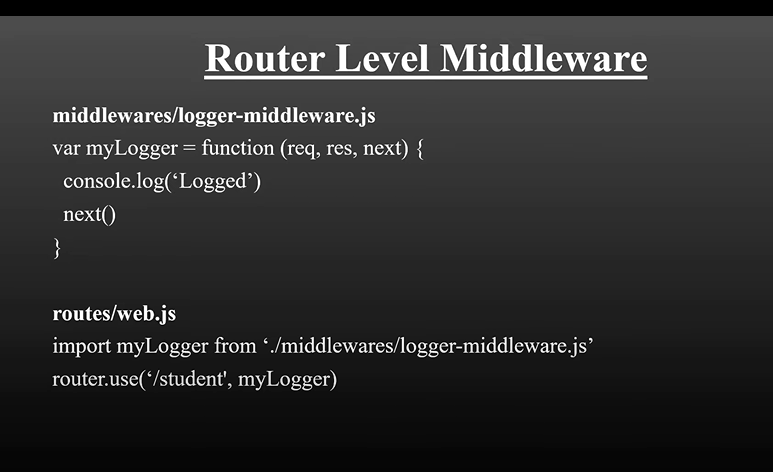 Router Level Middleware
middlewares/logger-middleware.js
var myLogger = function (req, res, next) {
console.log(‘Logged’)
next()
}
routes/web.js
import myLogger from ‘./middlewares/logger-middleware.js’
router.use(‘/student', myLogger)